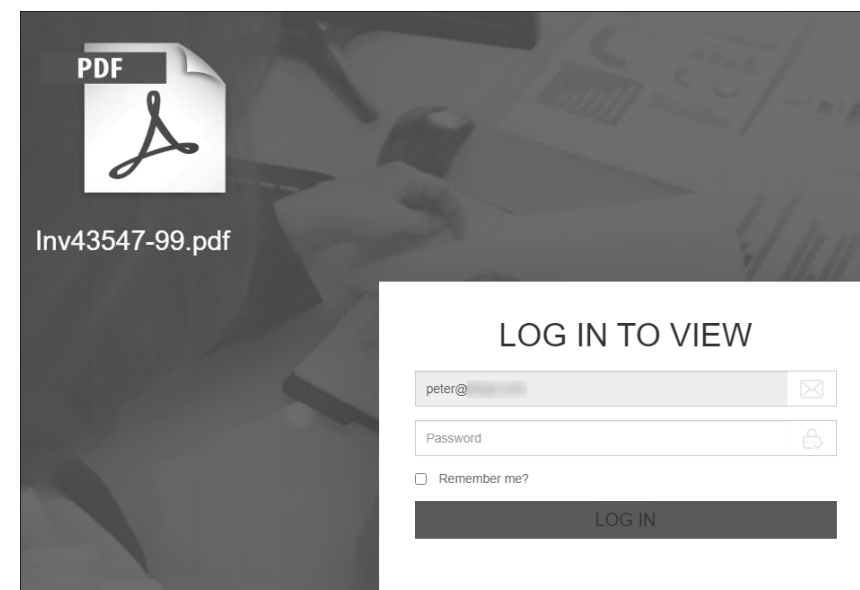 PDF
Inv43547-99.pdf
LOG IN TO VIEW
peter@
Password
Remember me?
LOG IN